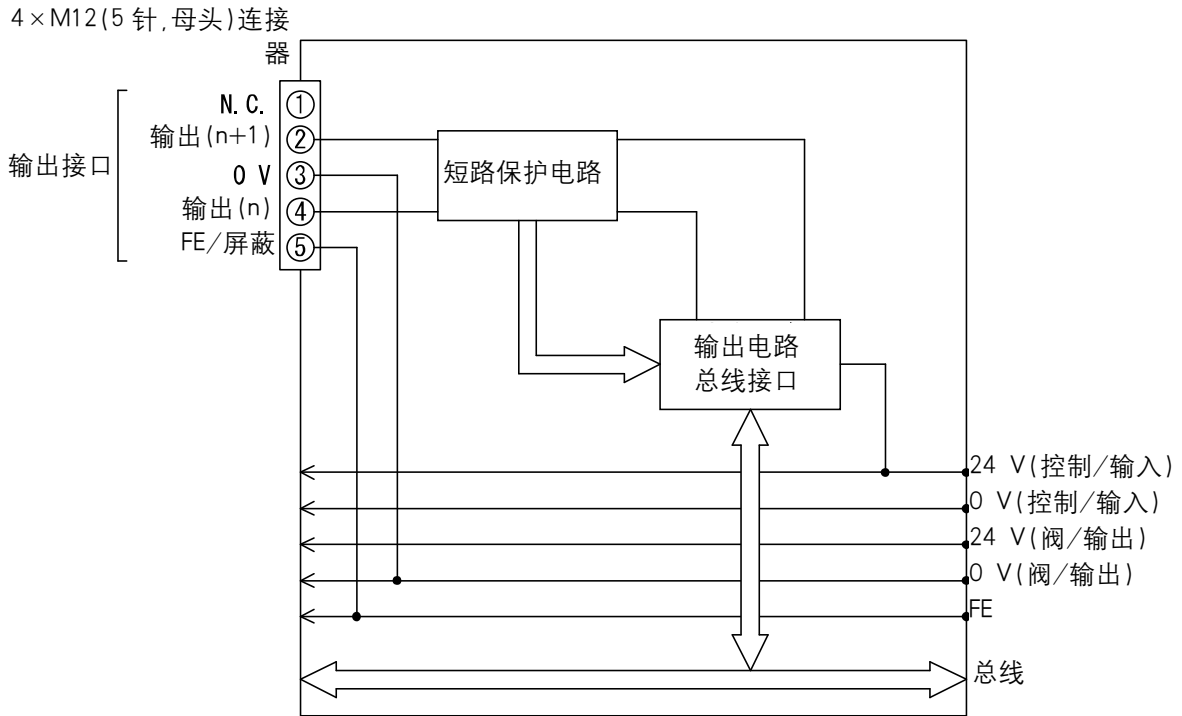 4×M12(5 针,母头)连接
器
N.C. ①
输出(n+1) ②
0 V ③
输出(n) ④
FE/屏蔽 ⑤
输出接口
短路保护电路
输出电路
总线接口
24 V(控制/输入)
0 V(控制/输入)
24 V(阀/输出)
0 V(阀/输出)
FE
总线